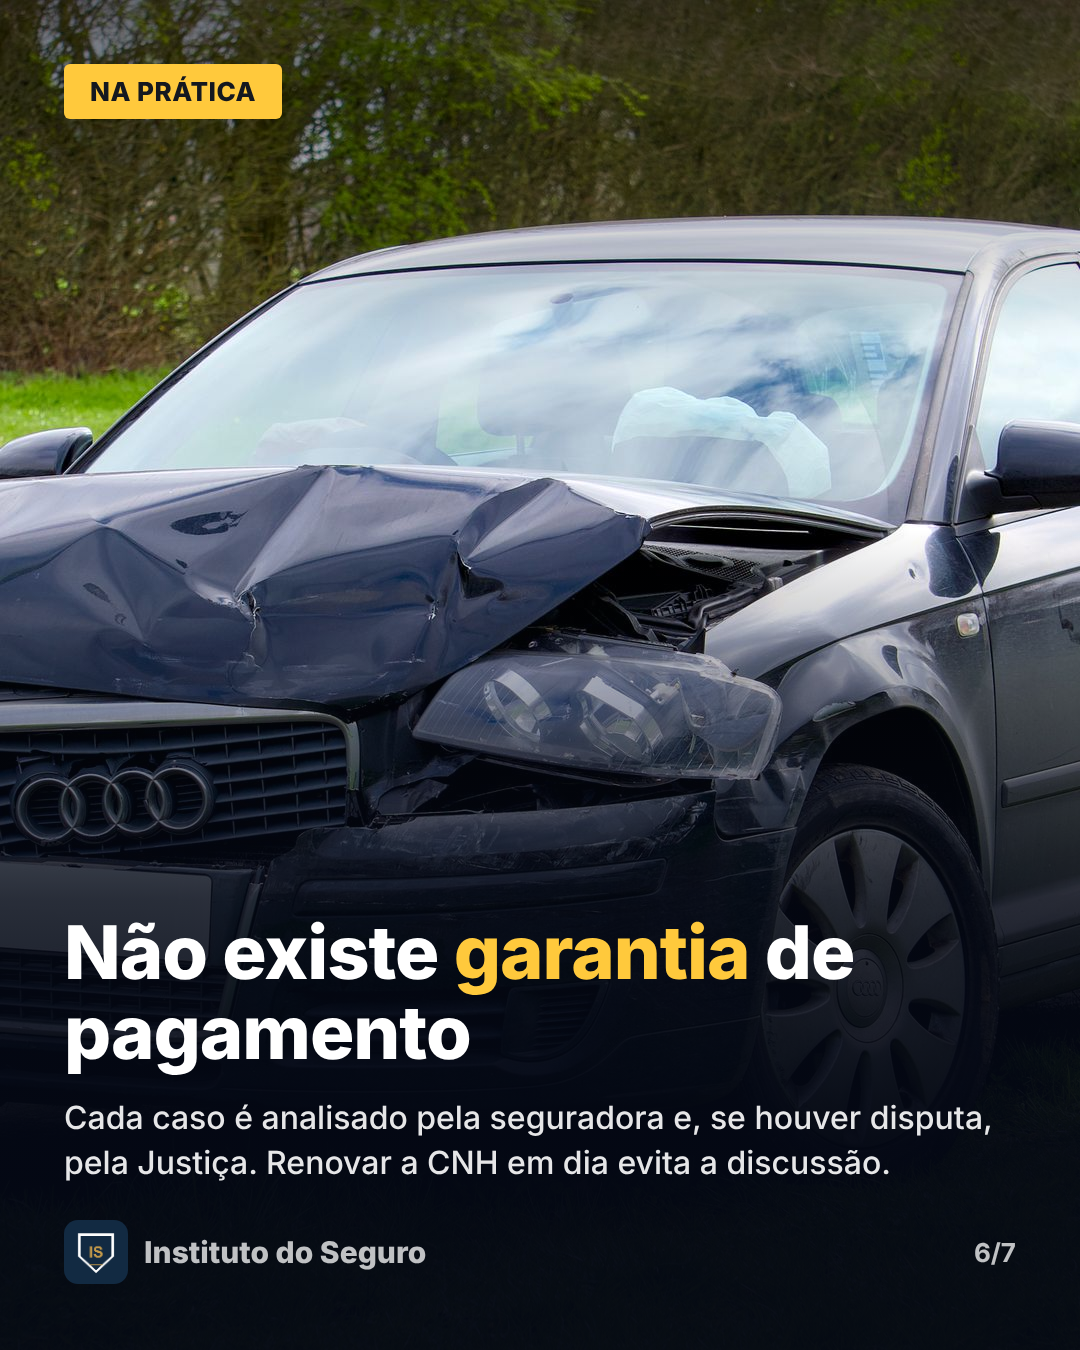 NA PRÁTICA
Não existe garantia de
pagamento
Cada caso é analisado pela seguradora e, se houver disputa,
pela Justiça. Renovar a CNH em dia evita a discussão.
IS
Instituto do Seguro
6/7